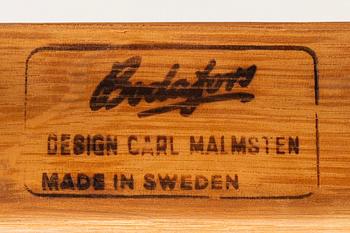 Bodafors
DESIGN CARL MALMSTEN
MADE IN SWEDEN